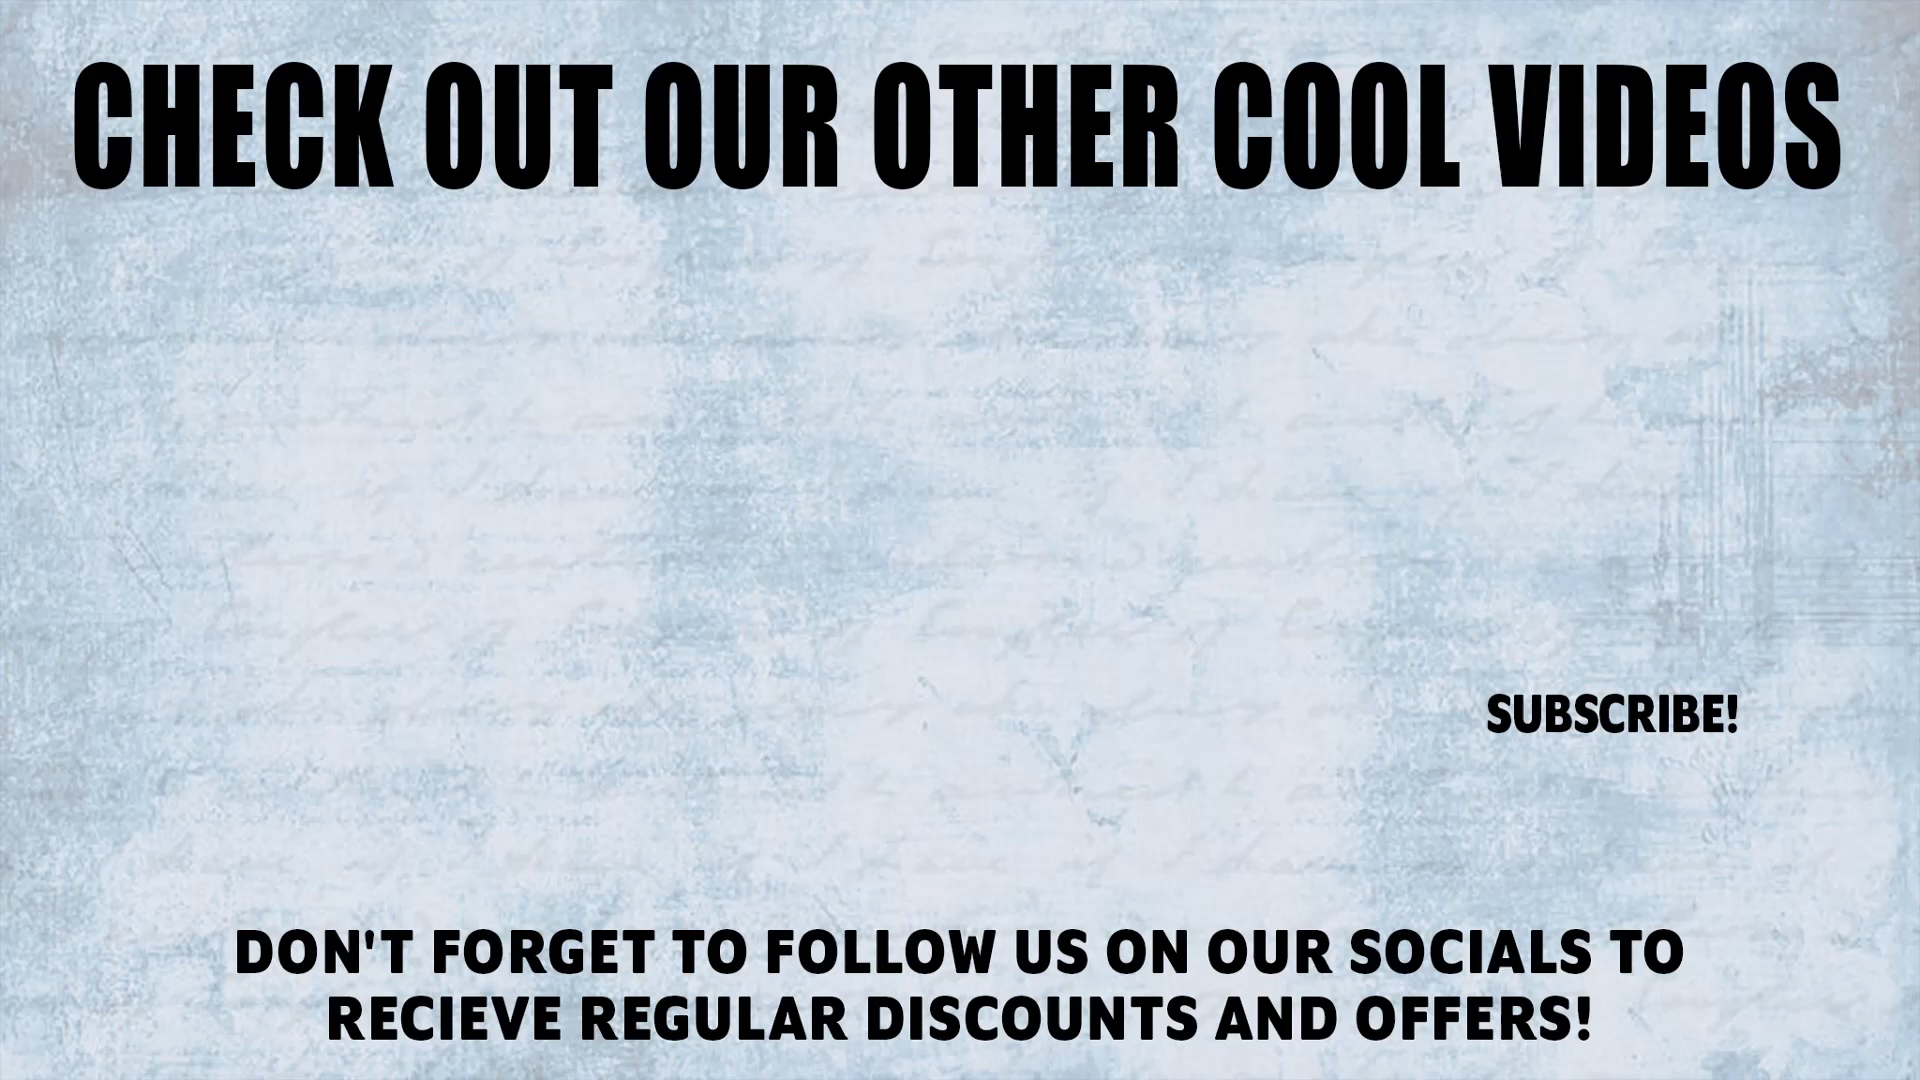 CHECK OUT OUR OTHER COOL VIDEOS
SUBSCRIBE!
DON'T FORGET TO FOLLOW US ON OUR SOCIALS TO
RECIEVE REGULAR DISCOUNTS AND OFFERS!